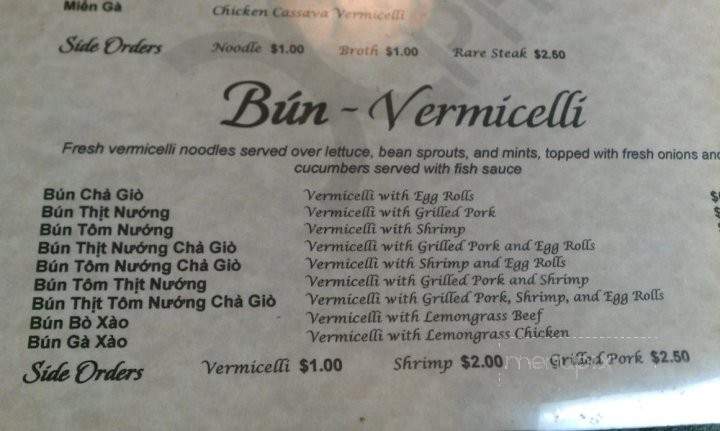 Miến Gà Chicken Cassava Vermicelli
Side Orders Noodle $1.00 Broth $1.00 Rare Steak $2.50
Bún - Vermicelli
Fresh vermicelli noodles served over lettuce, bean sprouts, and mints, topped with fresh onions and
cucumbers served with fish sauce
Bún Chả Giò Vermicelli with Egg Rolls
Bún Thịt Nướng Vermicelli with Grilled Pork
Bún Tôm Nướng Vermicelli with Shrimp
Bún Thịt Nướng Chả Giò Vermicelli with Grilled Pork and Egg Rolls
Bún Tôm Nướng Chả Giò Vermicelli with Shrimp and Egg Rolls
Bún Tôm Thịt Nướng Vermicelli with Grilled Pork and Shrimp
Bún Thịt Tôm Nướng Chả Giò Vermicelli with Grilled Pork, Shrimp, and Egg Rolls
Bún Bò Xào Vermicelli with Lemongrass Beef
Bún Gà Xào Vermicelli with Lemongrass Chicken
Side Orders Vermicelli $1.00 Shrimp $2.00 Grilled Pork $2.50